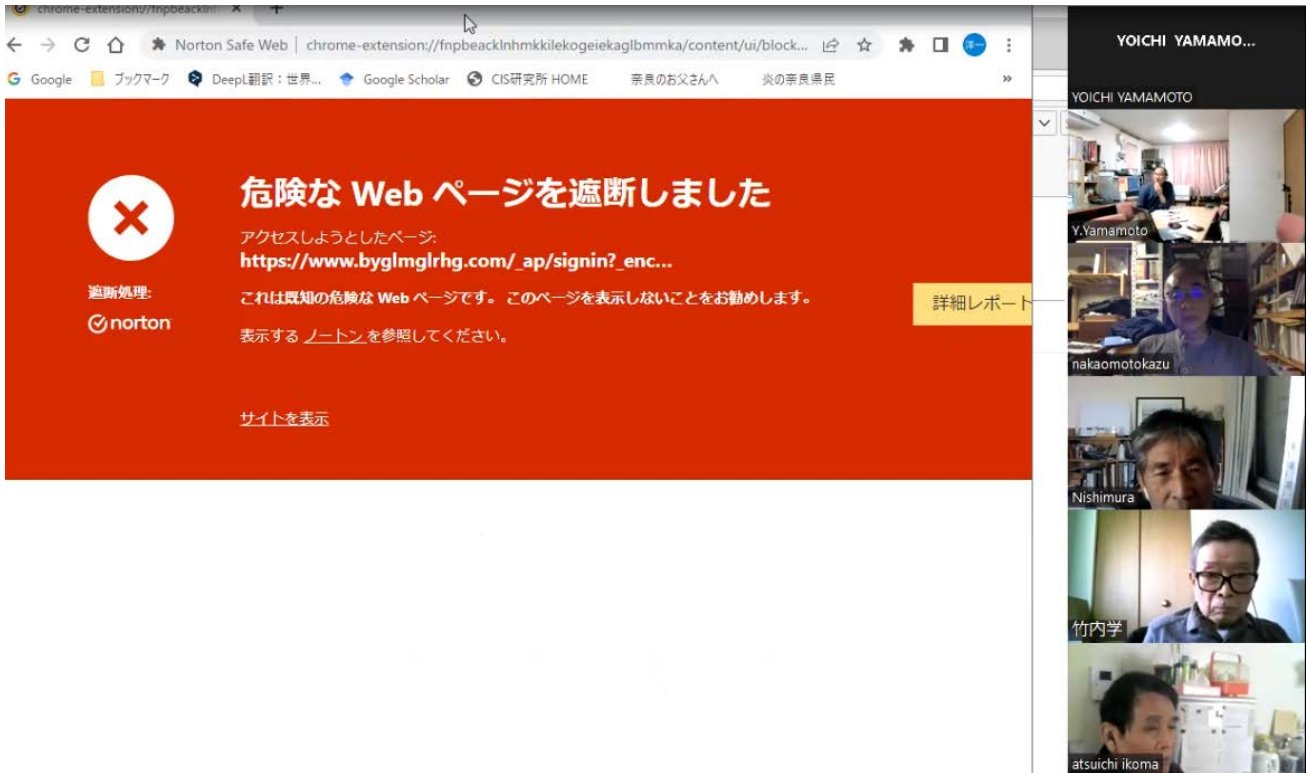 chrome-extension://fnpbeacklnh
Norton Safe Web
chrome-extension://fnpbeacklnhmkkilekogeiekaglbmmka/content/ui/block...
洋一
Google
ブックマーク
DeepL翻訳：世界...
Google Scholar
CIS研究所 HOME
奈良のお父さんへ
炎の奈良県民
»
危険な Web ページを遮断しました
アクセスしようとしたページ:
https://www.byglmglrhg.com/_ap/signin?_enc...
遮断処理:
norton
これは既知の危険な Web ページです。 このページを表示しないことをお勧めします。
表示する ノートン を参照してください。
詳細レポート
サイトを表示
YOICHI YAMAMO...
YOICHI YAMAMOTO
Y.Yamamoto
nakaomotokazu
Nishimura
竹内学
atsuichi ikoma